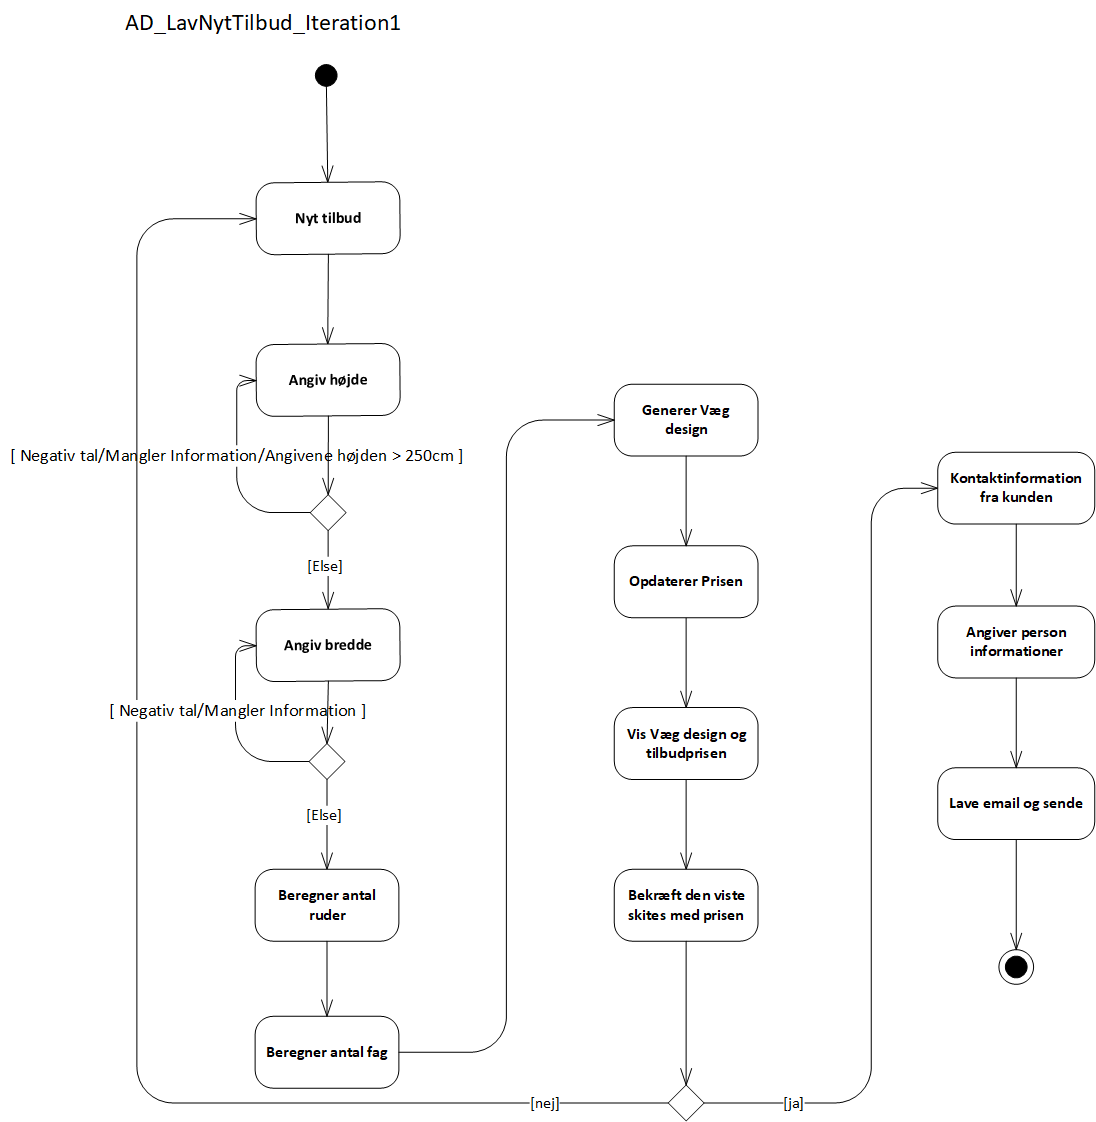 AD_LavNytTilbud_Iteration1
Nyt tilbud
Angiv højde
[ Negativ tal/Mangler Information/Angivene højden > 250cm ]
[Else]
Angiv bredde
[ Negativ tal/Mangler Information ]
[Else]
Beregner antal
ruder
Beregner antal fag
Generer Væg
design
Opdaterer Prisen
Vis Væg design og
tilbudprisen
Bekræft den viste
skites med prisen
[nej]
[ja]
Kontaktinformation
fra kunden
Angiver person
informationer
Lave email og sende